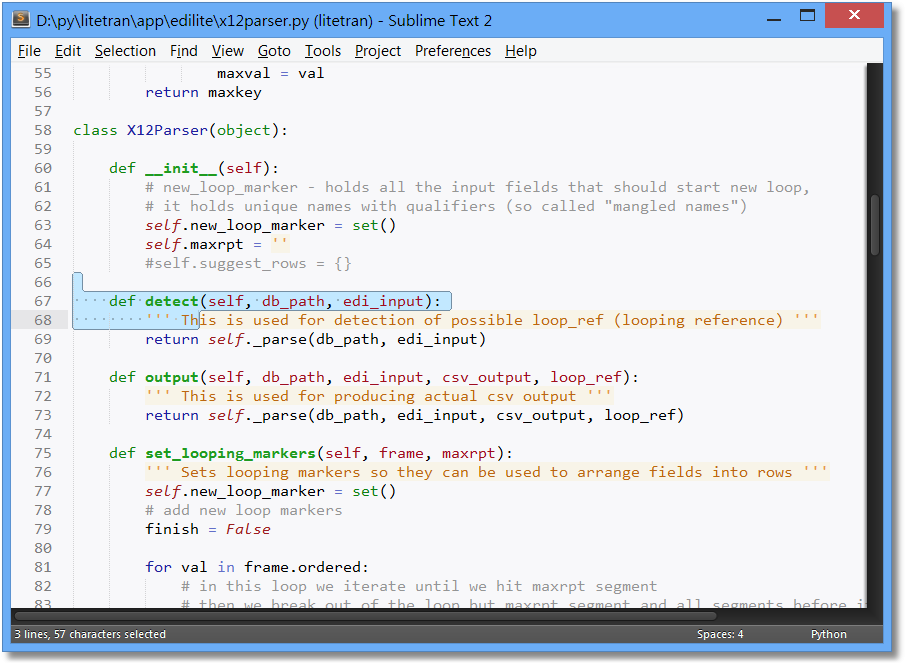 D:\py\litetran\app\edilite\x12parser.py (litetran) - Sublime Text 2
File Edit Selection Find View Goto Tools Project Preferences Help
55 maxval = val
56 return maxkey
57
58 class X12Parser(object):
59
60 def __init__(self):
61 # new_loop_marker - holds all the input fields that should start new loop,
62 # it holds unique names with qualifiers (so called "mangled names")
63 self.new_loop_marker = set()
64 self.maxrpt = ''
65 #self.suggest_rows = {}
66
67 def detect(self, db_path, edi_input):
68 ''' This is used for detection of possible loop_ref (looping reference) '''
69 return self._parse(db_path, edi_input)
70
71 def output(self, db_path, edi_input, csv_output, loop_ref):
72 ''' This is used for producing actual csv output '''
73 return self._parse(db_path, edi_input, csv_output, loop_ref)
74
75 def set_looping_markers(self, frame, maxrpt):
76 ''' Sets looping markers so they can be used to arrange fields into rows '''
77 self.new_loop_marker = set()
78 # add new loop markers
79 finish = False
80
81 for val in frame.ordered:
82 # in this loop we iterate until we hit maxrpt segment
83 # then we break out of the loop but maxrpt segment and all segments before i
3 lines, 57 characters selected Spaces: 4 Python